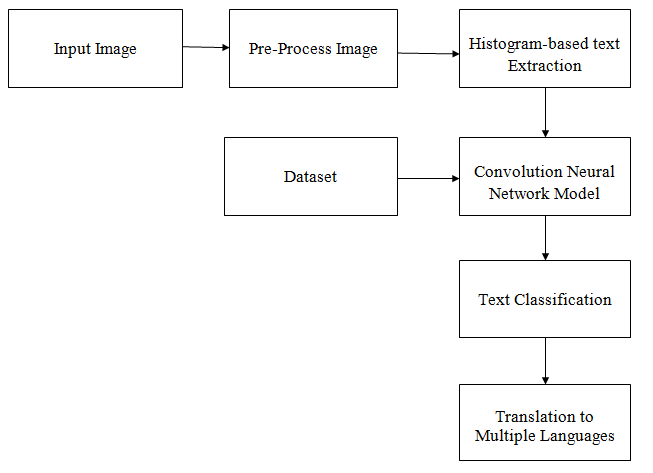 Input Image
Pre-Process Image
Histogram-based text
Extraction
Dataset
Convolution Neural
Network Model
Text Classification
Translation to
Multiple Languages